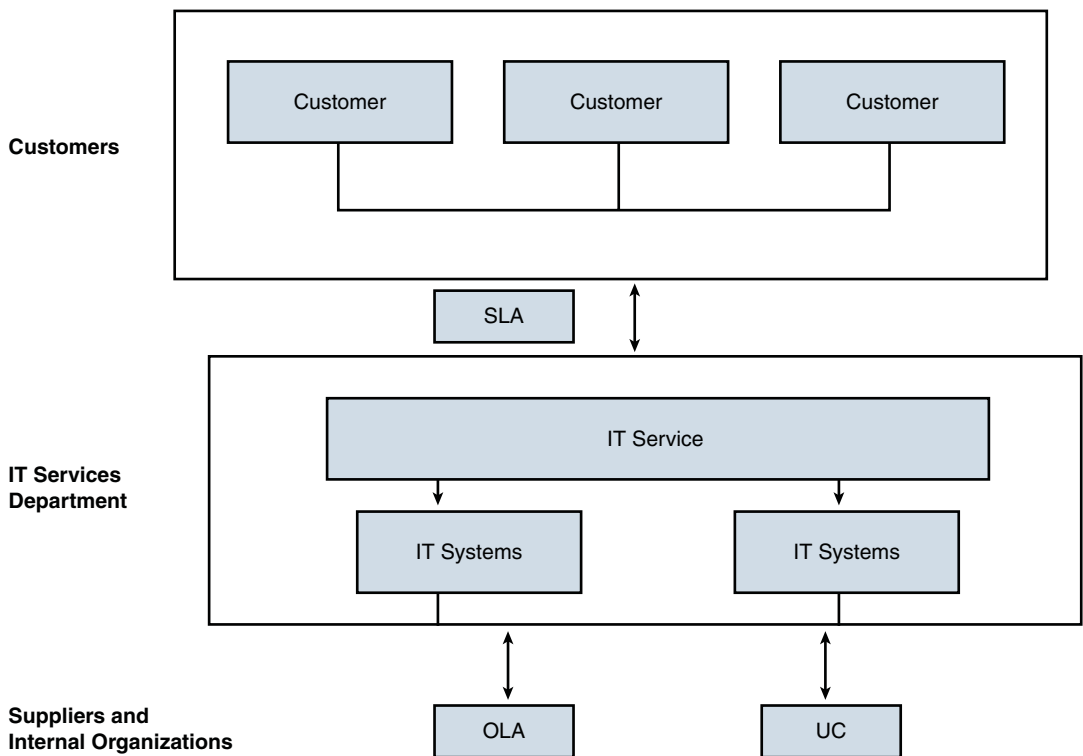 Customer
Customer
Customer
Customers
SLA
IT Service
IT Services
Department
IT Systems
IT Systems
Suppliers and
Internal Organizations
OLA
UC